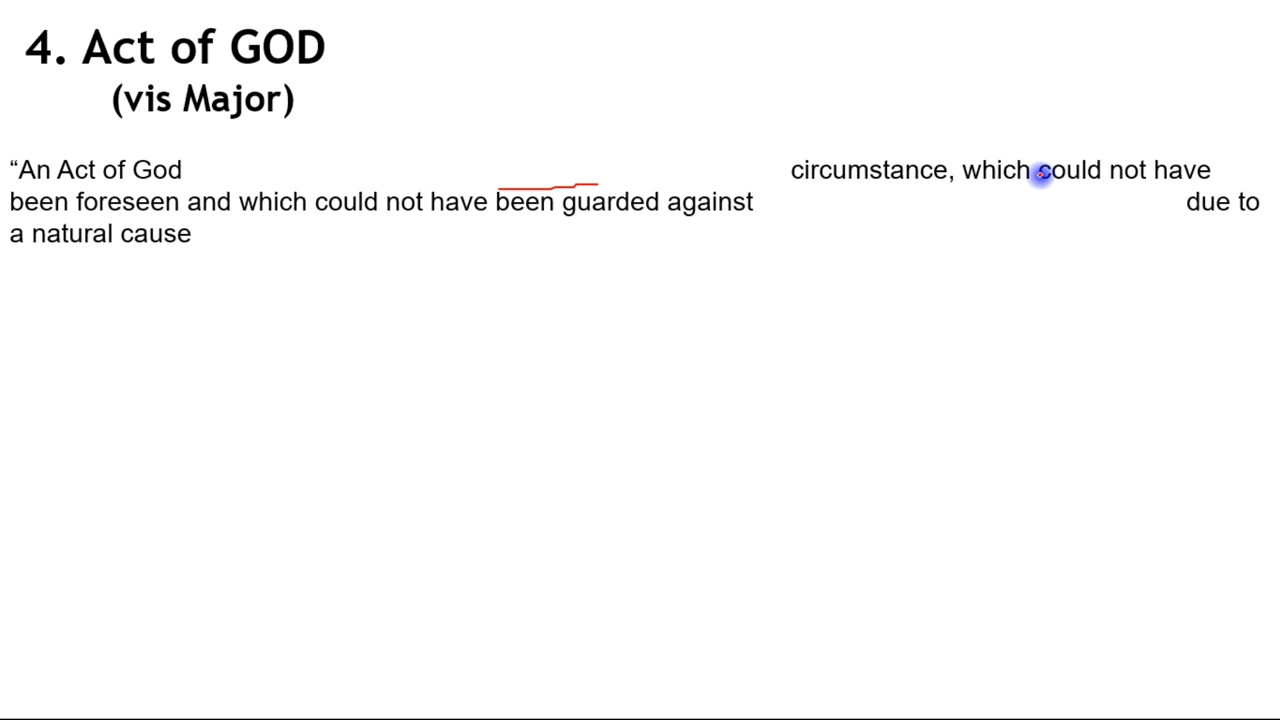 4. Act of GOD
(vis Major)
“An Act of God circumstance, which could not have
been foreseen and which could not have been guarded against due to
a natural cause